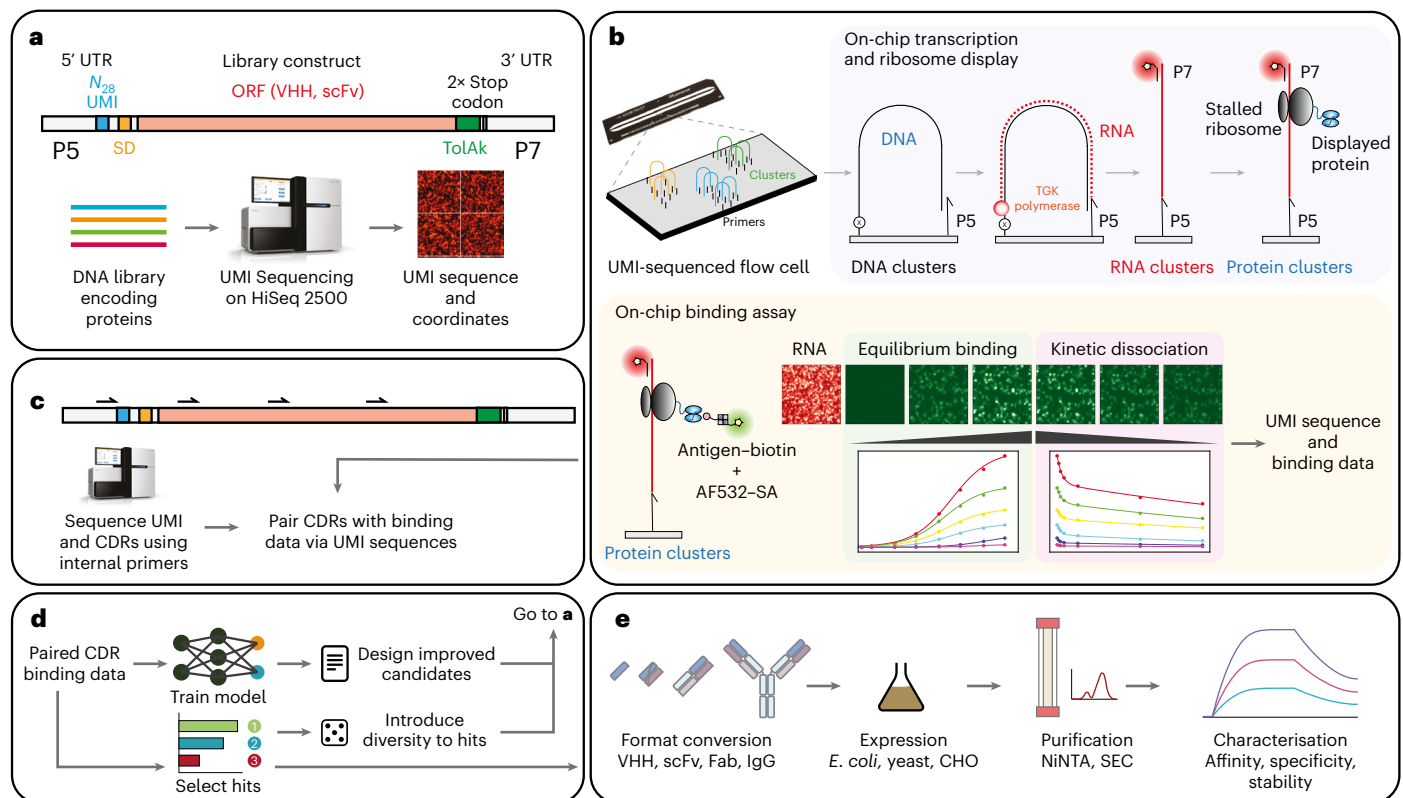 a
5′ UTR
Library construct
3′ UTR
N28
UMI
ORF (VHH, scFv)
2× Stop
codon
P5
SD
TolAk
P7
DNA library
encoding
proteins
UMI Sequencing
on HiSeq 2500
UMI sequence
and
coordinates
b
On-chip transcription
and ribosome display
Clusters
Primers
UMI-sequenced flow cell
DNA
X
P5
DNA clusters
RNA
TGK
polymerase
X
P5
P7
P5
RNA clusters
P7
Stalled
ribosome
Displayed
protein
P5
Protein clusters
On-chip binding assay
RNA
Equilibrium binding
Kinetic dissociation
Antigen–biotin
+
AF532–SA
Protein clusters
UMI sequence
and
binding data
c
Sequence UMI
and CDRs using
internal primers
Pair CDRs with binding
data via UMI sequences
d
Go to a
Paired CDR
binding data
Train model
Design improved
candidates
1
2
3
Select hits
Introduce
diversity to hits
e
Format conversion
VHH, scFv, Fab, IgG
Expression
E. coli, yeast, CHO
Purification
NiNTA, SEC
Characterisation
Affinity, specificity,
stability